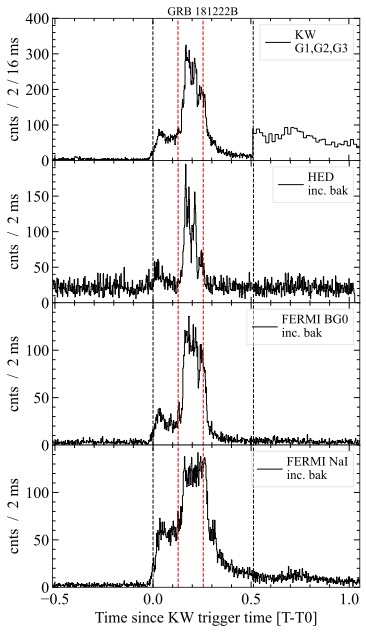 GRB 181222B
400
300
200
100
0
cnts / 2 / 16 ms
KW
G1,G2,G3
150
100
50
0
cnts / 2 ms
HED
inc. bak
100
50
0
cnts / 2 ms
FERMI BG0
inc. bak
100
50
0
cnts / 2 ms
FERMI NaI
inc. bak
−0.5 0.0 0.5 1.0
Time since KW trigger time [T-T0]